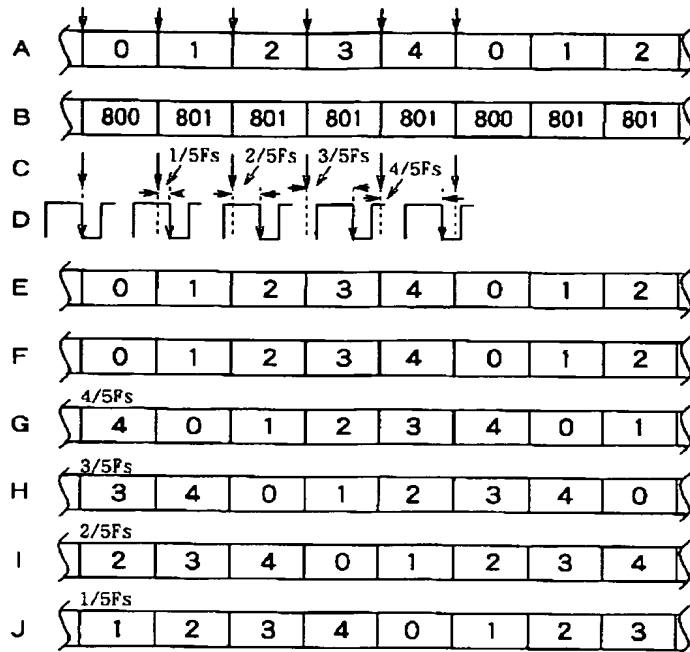 A 0 1 2 3 4 0 1 2
B 800 801 801 801 801 800 801 801
C 1/5Fs 2/5Fs 3/5Fs 4/5Fs
D
E 0 1 2 3 4 0 1 2
F 0 1 2 3 4 0 1 2
4/5Fs
G 4 0 1 2 3 4 0 1
3/5Fs
H 3 4 0 1 2 3 4 0
2/5Fs
I 2 3 4 0 1 2 3 4
1/5Fs
J 1 2 3 4 0 1 2 3